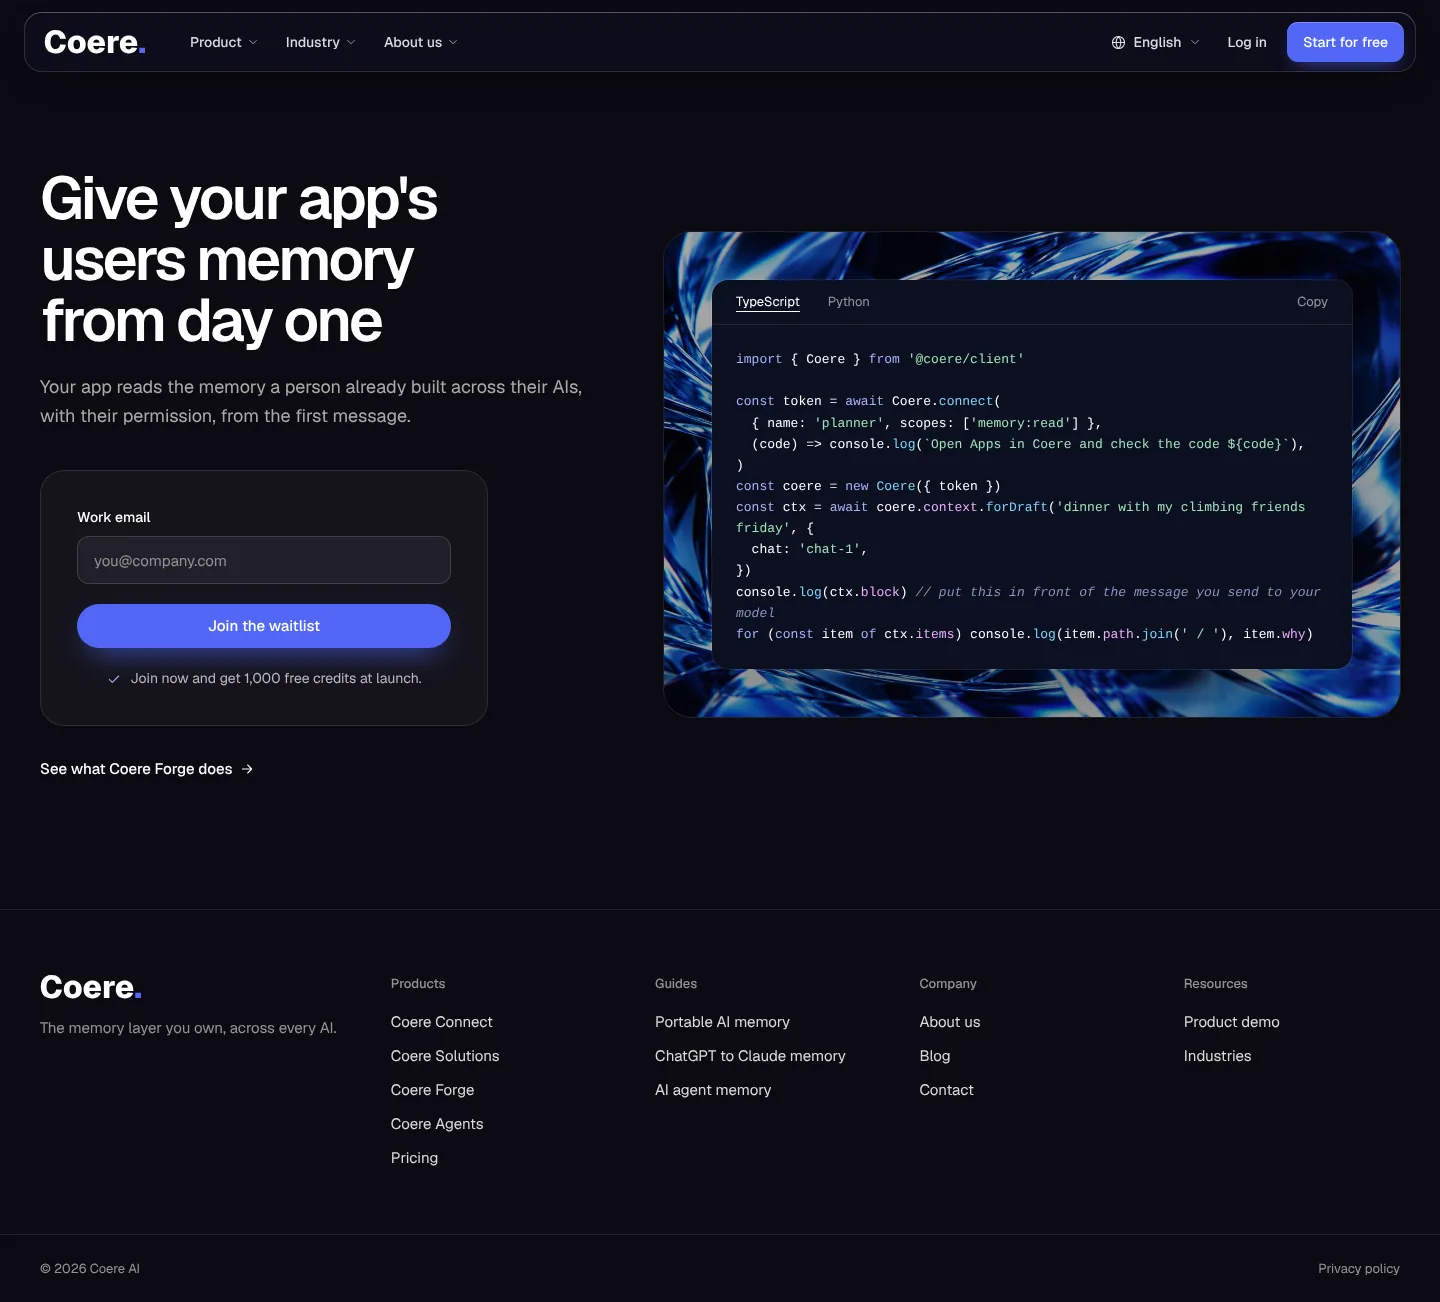 Coere.
Product
Industry
About us
English
Log in
Start for free
Give your app's
users memory
from day one
Your app reads the memory a person already built across their AIs,
with their permission, from the first message.
Work email
you@company.com
Join the waitlist
Join now and get 1,000 free credits at launch.
See what Coere Forge does →
TypeScript
Python
Copy
import { Coere } from '@coere/client'
const token = await Coere.connect(
  { name: 'planner', scopes: ['memory:read'] },
  (code) => console.log(`Open Apps in Coere and check the code ${code}`),
)
const coere = new Coere({ token })
const ctx = await coere.context.forDraft('dinner with my climbing friends
friday', {
  chat: 'chat-1',
})
console.log(ctx.block) // put this in front of the message you send to your
model
for (const item of ctx.items) console.log(item.path.join(' / '), item.why)
Coere.
The memory layer you own, across every AI.
Products
Coere Connect
Coere Solutions
Coere Forge
Coere Agents
Pricing
Guides
Portable AI memory
ChatGPT to Claude memory
AI agent memory
Company
About us
Blog
Contact
Resources
Product demo
Industries
© 2026 Coere AI
Privacy policy